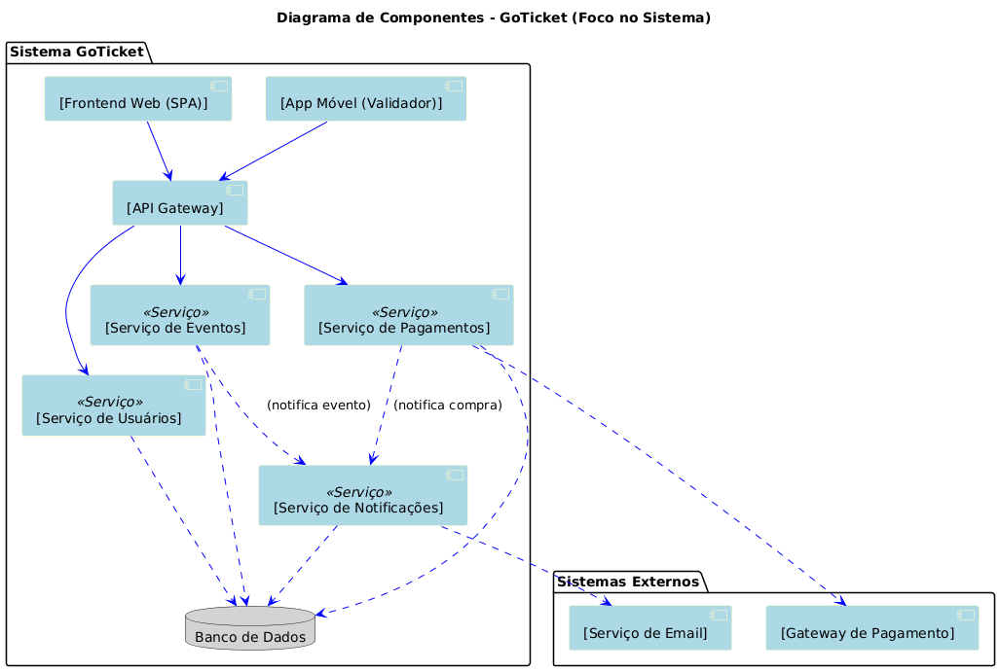 Diagrama de Componentes - GoTicket (Foco no Sistema)
Sistema GoTicket
[Frontend Web (SPA)]
[App Móvel (Validador)]
[API Gateway]
«Serviço»
[Serviço de Eventos]
«Serviço»
[Serviço de Pagamentos]
«Serviço»
[Serviço de Usuários]
(notifica evento)
(notifica compra)
«Serviço»
[Serviço de Notificações]
Banco de Dados
Sistemas Externos
[Serviço de Email]
[Gateway de Pagamento]